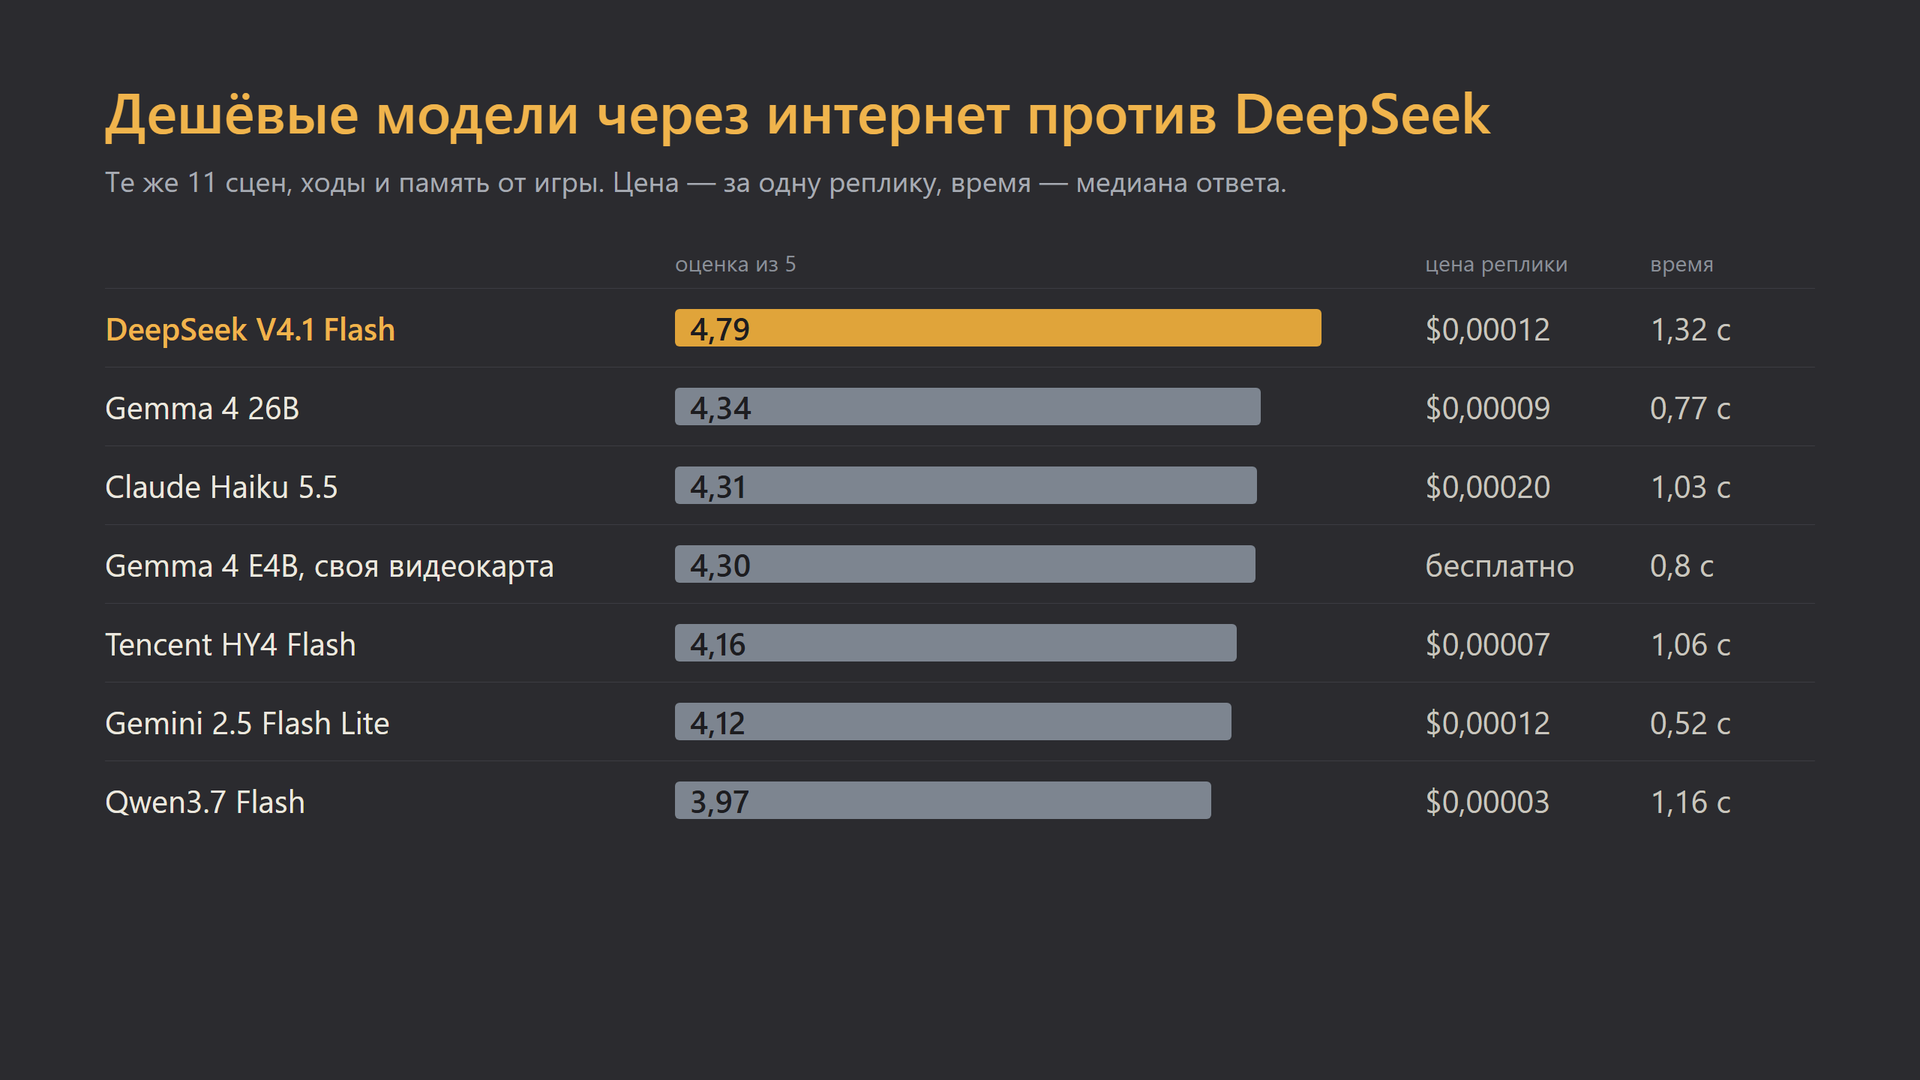 Дешёвые модели через интернет против DeepSeek
Те же 11 сцен, ходы и память от игры. Цена — за одну реплику, время — медиана ответа.
оценка из 5 цена реплики время
DeepSeek V4.1 Flash 4,79 $0,00012 1,32 с
Gemma 4 26B 4,34 $0,00009 0,77 с
Claude Haiku 5.5 4,31 $0,00020 1,03 с
Gemma 4 E4B, своя видеокарта 4,30 бесплатно 0,8 с
Tencent HY4 Flash 4,16 $0,00007 1,06 с
Gemini 2.5 Flash Lite 4,12 $0,00012 0,52 с
Qwen3.7 Flash 3,97 $0,00003 1,16 с